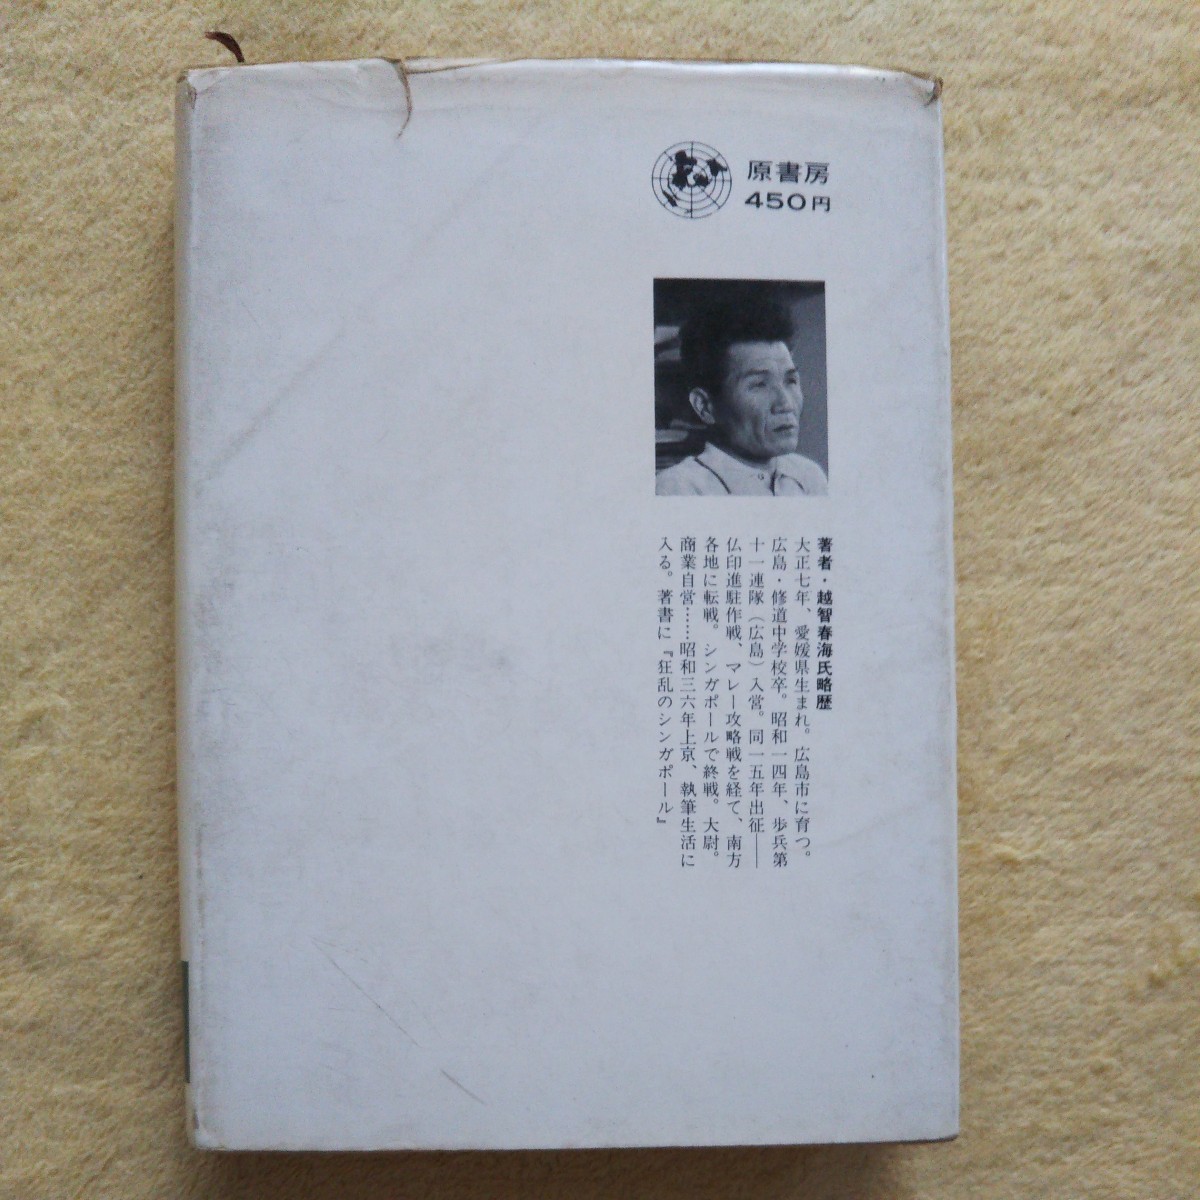 原書房
450円
著者・越智春海氏略歴
大正七年、愛媛県生まれ。広島市に育つ。
広島・修道中学校卒。昭和一四年、歩兵第
十一連隊（広島）入営。同一五年出征――
仏印進駐作戦、マレー攻略戦を経て、南方
各地に転戦。シンガポールで終戦。大尉。
商業自営……昭和三六年上京、執筆生活に
入る。著書に『狂乱のシンガポール』